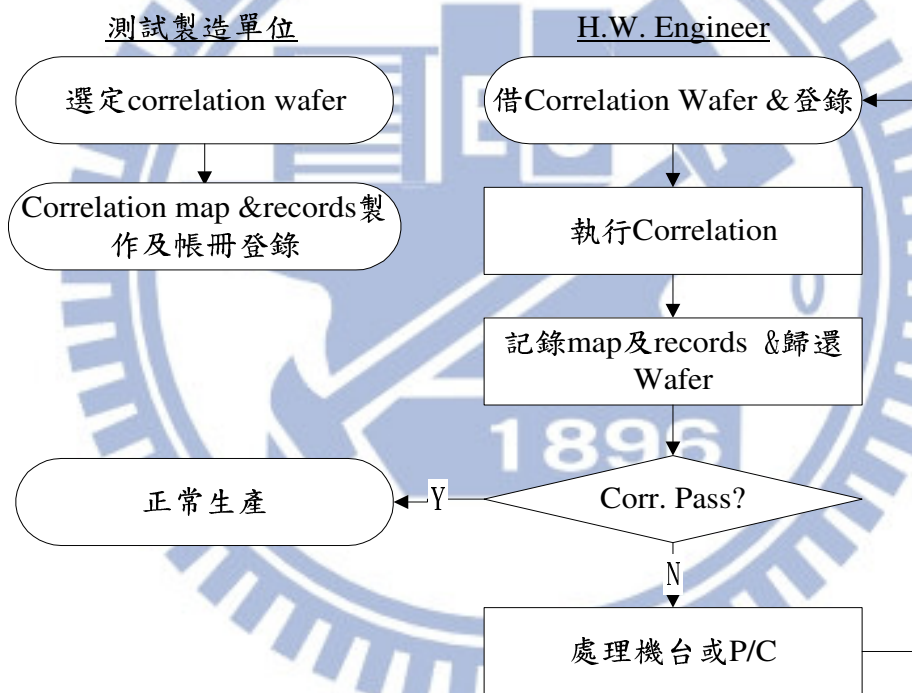 測試製造單位
H.W. Engineer
選定correlation wafer
借Correlation Wafer &登錄
Correlation map &records製
作及帳冊登錄
執行Correlation
記錄map及records &歸還
Wafer
1896
正常生產
Y
Corr. Pass?
N
處理機台或P/C